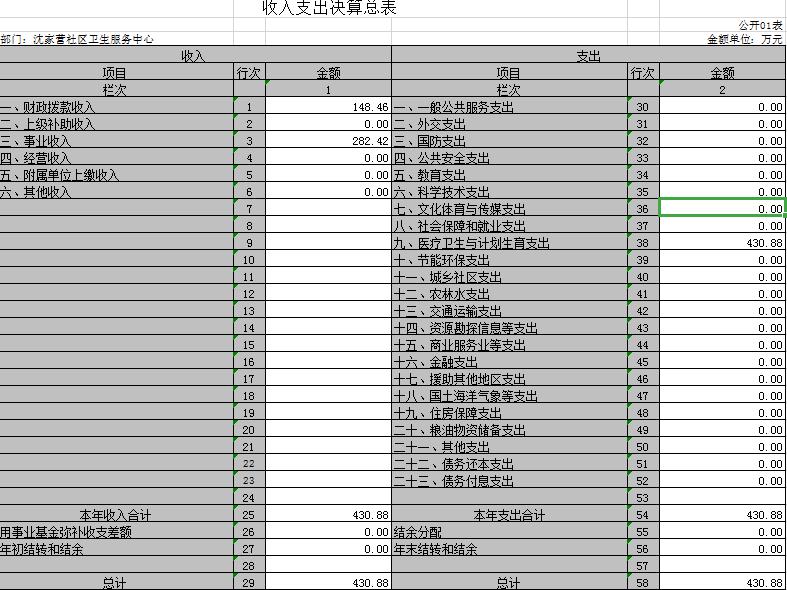 收入支出决算总表
公开01表
部门：沈家营社区卫生服务中心 金额单位：万元
收入 支出
项目 行次 金额 项目 行次 金额
栏次 1 栏次 2
一、财政拨款收入 1 148.46 一、一般公共服务支出 30 0.00
二、上级补助收入 2 0.00 二、外交支出 31 0.00
三、事业收入 3 282.42 三、国防支出 32 0.00
四、经营收入 4 0.00 四、公共安全支出 33 0.00
五、附属单位上缴收入 5 0.00 五、教育支出 34 0.00
六、其他收入 6 0.00 六、科学技术支出 35 0.00
7 七、文化体育与传媒支出 36 0.00
8 八、社会保障和就业支出 37 0.00
9 九、医疗卫生与计划生育支出 38 430.88
10 十、节能环保支出 39 0.00
11 十一、城乡社区支出 40 0.00
12 十二、农林水支出 41 0.00
13 十三、交通运输支出 42 0.00
14 十四、资源勘探信息等支出 43 0.00
15 十五、商业服务业等支出 44 0.00
16 十六、金融支出 45 0.00
17 十七、援助其他地区支出 46 0.00
18 十八、国土海洋气象等支出 47 0.00
19 十九、住房保障支出 48 0.00
20 二十、粮油物资储备支出 49 0.00
21 二十一、其他支出 50 0.00
22 二十二、债务还本支出 51 0.00
23 二十三、债务付息支出 52 0.00
24 53
本年收入合计 25 430.88 本年支出合计 54 430.88
用事业基金弥补收支差额 26 0.00 结余分配 55 0.00
年初结转和结余 27 0.00 年末结转和结余 56 0.00
28 57
总计 29 430.88 总计 58 430.88